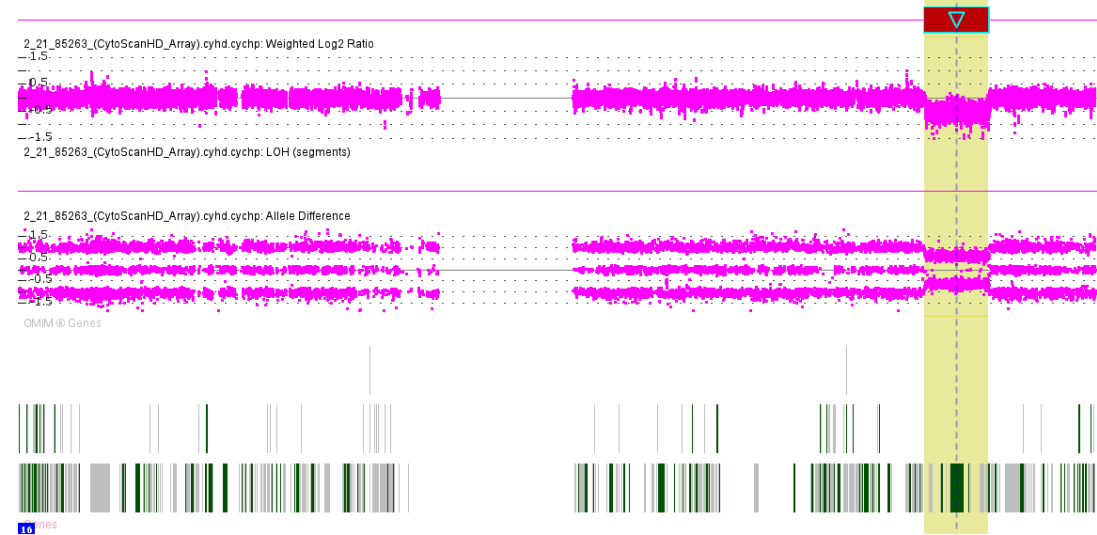 2_21_85263_(CytoScanHD_Array).cyhd.cychp: Weighted Log2 Ratio
-1.5
-0.5
-0.5
-1.5
2_21_85263_(CytoScanHD_Array).cyhd.cychp: LOH (segments)
2_21_85263_(CytoScanHD_Array).cyhd.cychp: Allele Difference
-1.5
-0.5
-0.5
-1.5
OMIM ® Genes
Genes
16